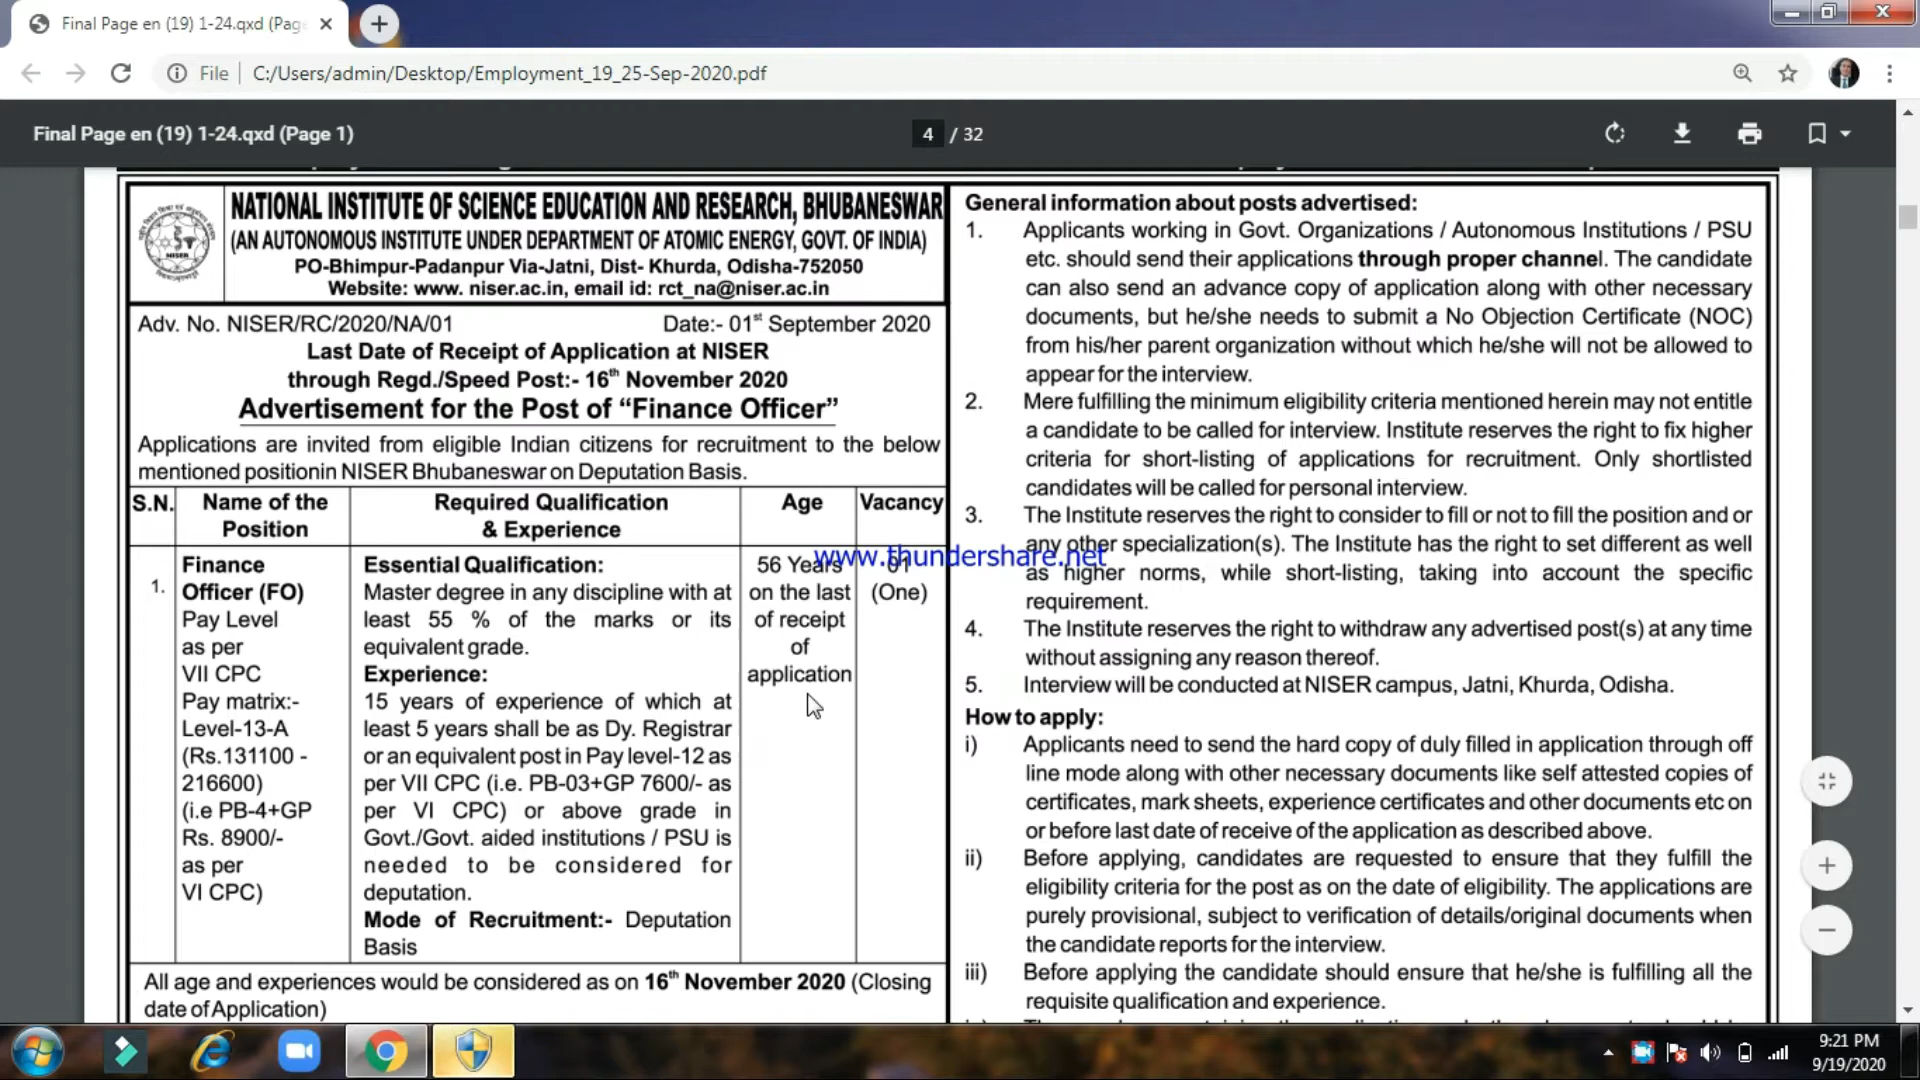 Final Page en (19) 1-24.qxd (Page
File
C:/Users/admin/Desktop/Employment_19_25-Sep-2020.pdf
Final Page en (19) 1-24.qxd (Page 1)
4 / 32
NISER
NATIONAL INSTITUTE OF SCIENCE EDUCATION AND RESEARCH, BHUBANESWAR
(AN AUTONOMOUS INSTITUTE UNDER DEPARTMENT OF ATOMIC ENERGY, GOVT. OF INDIA)
PO-Bhimpur-Padanpur Via-Jatni, Dist- Khurda, Odisha-752050
Website: www. niser.ac.in, email id: rct_na@niser.ac.in
Adv. No. NISER/RC/2020/NA/01 Date:- 01st September 2020
Last Date of Receipt of Application at NISER
through Regd./Speed Post:- 16th November 2020
Advertisement for the Post of “Finance Officer”
Applications are invited from eligible Indian citizens for recruitment to the below
mentioned positionin NISER Bhubaneswar on Deputation Basis.
S.N.
Name of the
Position
Required Qualification
& Experience
Age
Vacancy
1.
Finance
Officer (FO)
Pay Level
as per
VII CPC
Pay matrix:-
Level-13-A
(Rs.131100 -
216600)
(i.e PB-4+GP
Rs. 8900/-
as per
VI CPC)
Essential Qualification:
Master degree in any discipline with at
least 55 % of the marks or its
equivalent grade.
Experience:
15 years of experience of which at
least 5 years shall be as Dy. Registrar
or an equivalent post in Pay level-12 as
per VII CPC (i.e. PB-03+GP 7600/- as
per VI CPC) or above grade in
Govt./Govt. aided institutions / PSU is
needed to be considered for
deputation.
Mode of Recruitment:- Deputation
Basis
56 Years
on the last
of receipt
of
application
01
(One)
All age and experiences would be considered as on 16th November 2020 (Closing
date of Application)
General information about posts advertised:
1. Applicants working in Govt. Organizations / Autonomous Institutions / PSU
etc. should send their applications through proper channel. The candidate
can also send an advance copy of application along with other necessary
documents, but he/she needs to submit a No Objection Certificate (NOC)
from his/her parent organization without which he/she will not be allowed to
appear for the interview.
2. Mere fulfilling the minimum eligibility criteria mentioned herein may not entitle
a candidate to be called for interview. Institute reserves the right to fix higher
criteria for short-listing of applications for recruitment. Only shortlisted
candidates will be called for personal interview.
3. The Institute reserves the right to consider to fill or not to fill the position and or
any other specialization(s). The Institute has the right to set different as well
as higher norms, while short-listing, taking into account the specific
requirement.
4. The Institute reserves the right to withdraw any advertised post(s) at any time
without assigning any reason thereof.
5. Interview will be conducted at NISER campus, Jatni, Khurda, Odisha.
How to apply:
i) Applicants need to send the hard copy of duly filled in application through off
line mode along with other necessary documents like self attested copies of
certificates, mark sheets, experience certificates and other documents etc on
or before last date of receive of the application as described above.
ii) Before applying, candidates are requested to ensure that they fulfill the
eligibility criteria for the post as on the date of eligibility. The applications are
purely provisional, subject to verification of details/original documents when
the candidate reports for the interview.
iii) Before applying the candidate should ensure that he/she is fulfilling all the
requisite qualification and experience.
www.thundershare.net
9:21 PM
9/19/2020